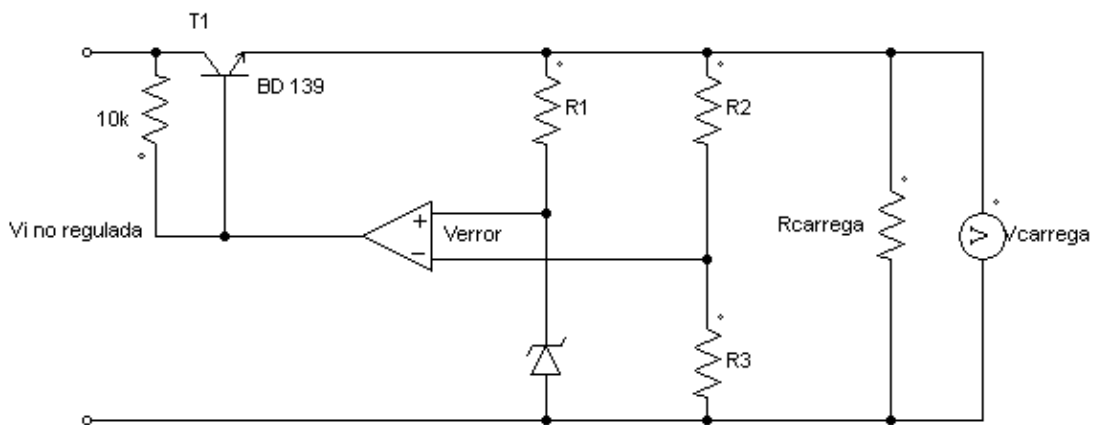 T1
BD 139
10k
R1
R2
Vi no regulada
+
Verror
−
Rcarrega
V
Vcarrega
R3